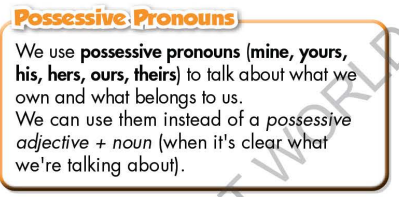 Possessive Pronouns
We use possessive pronouns (mine, yours,
his, hers, ours, theirs) to talk about what we
own and what belongs to us.
We can use them instead of a possessive
adjective + noun (when it's clear what
we're talking about).
WORLD